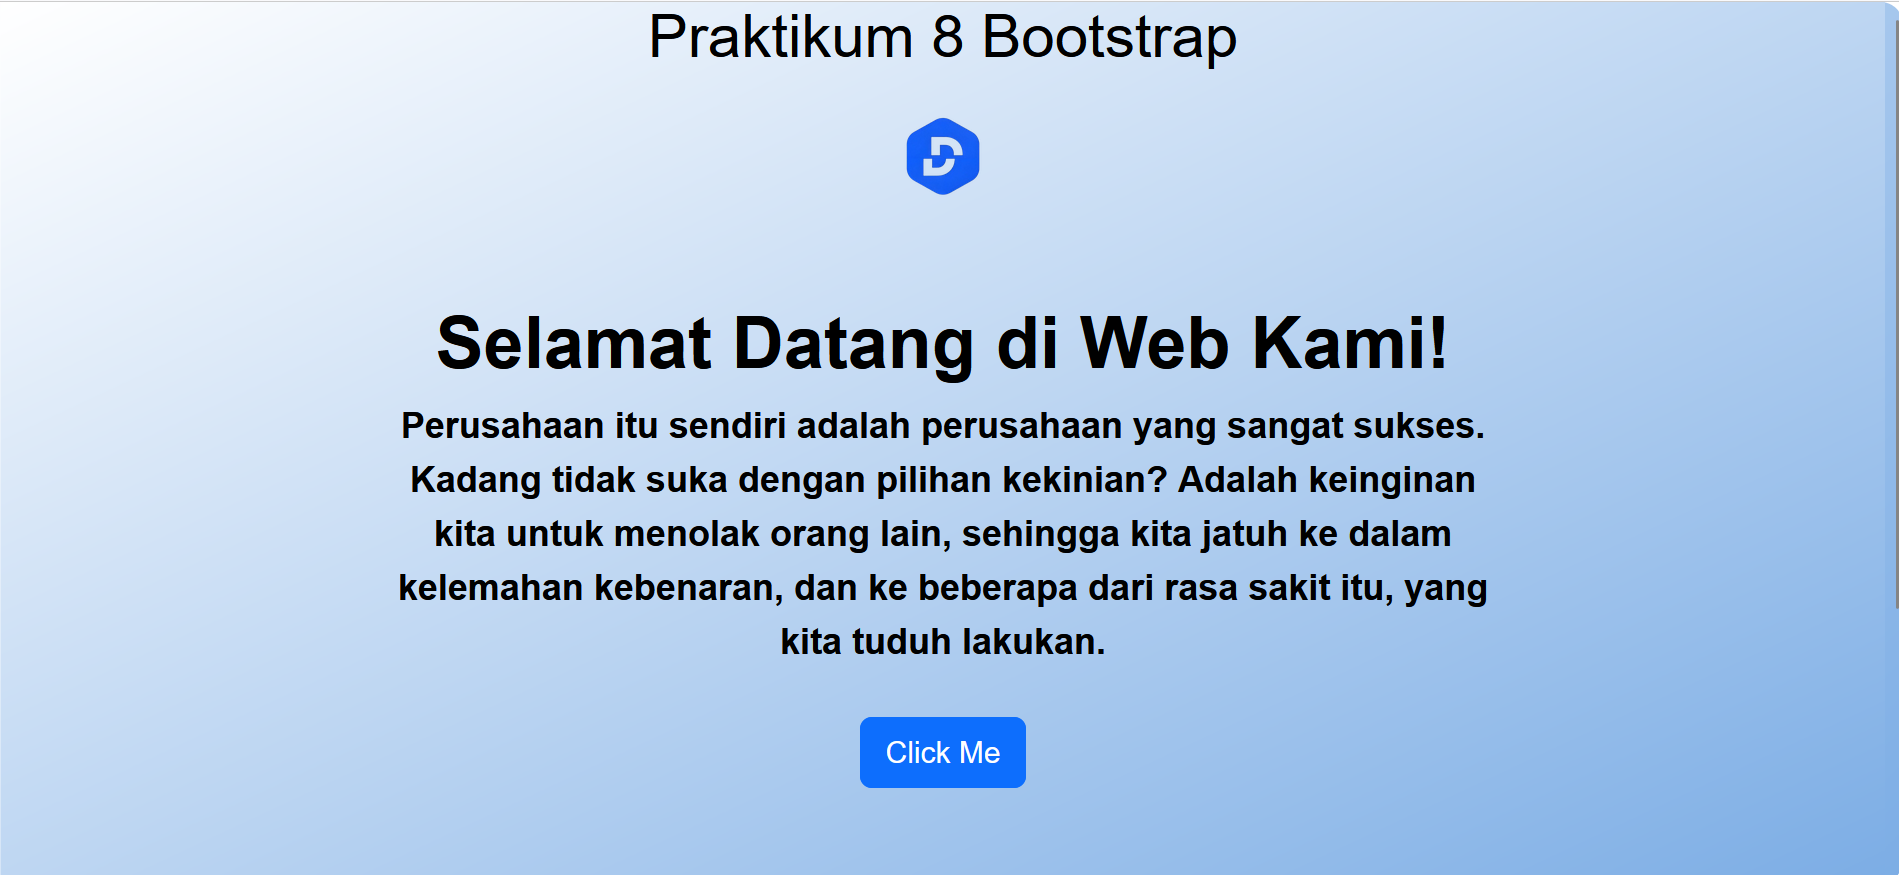 Praktikum 8 Bootstrap
Selamat Datang di Web Kami!
Perusahaan itu sendiri adalah perusahaan yang sangat sukses.
Kadang tidak suka dengan pilihan kekinian? Adalah keinginan
kita untuk menolak orang lain, sehingga kita jatuh ke dalam
kelemahan kebenaran, dan ke beberapa dari rasa sakit itu, yang
kita tuduh lakukan.
Click Me